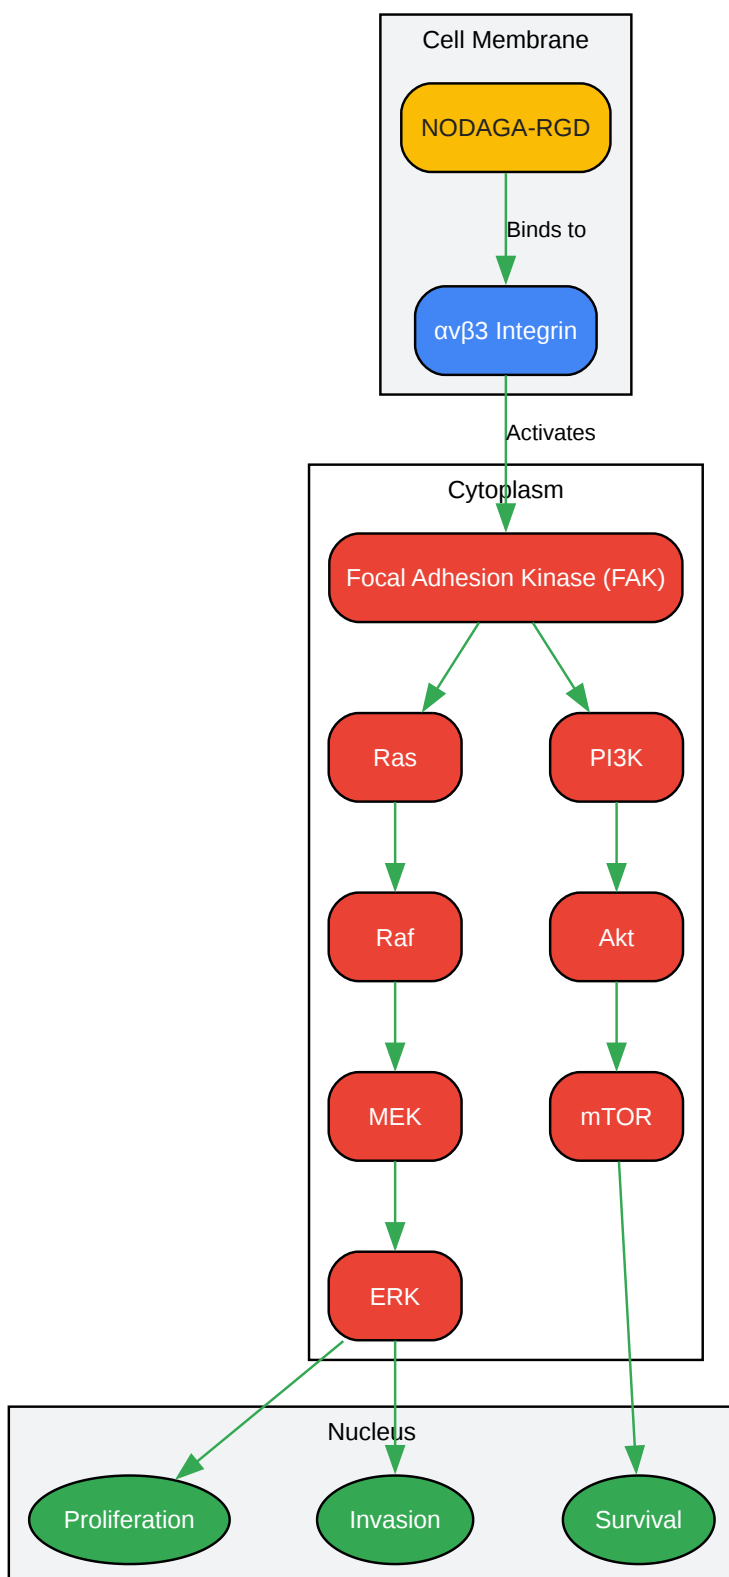 Cell Membrane
NODAGA-RGD
Binds to
αvβ3 Integrin
Activates
Cytoplasm
Focal Adhesion Kinase (FAK)
Ras
PI3K
Raf
Akt
MEK
mTOR
ERK
Nucleus
Proliferation
Invasion
Survival